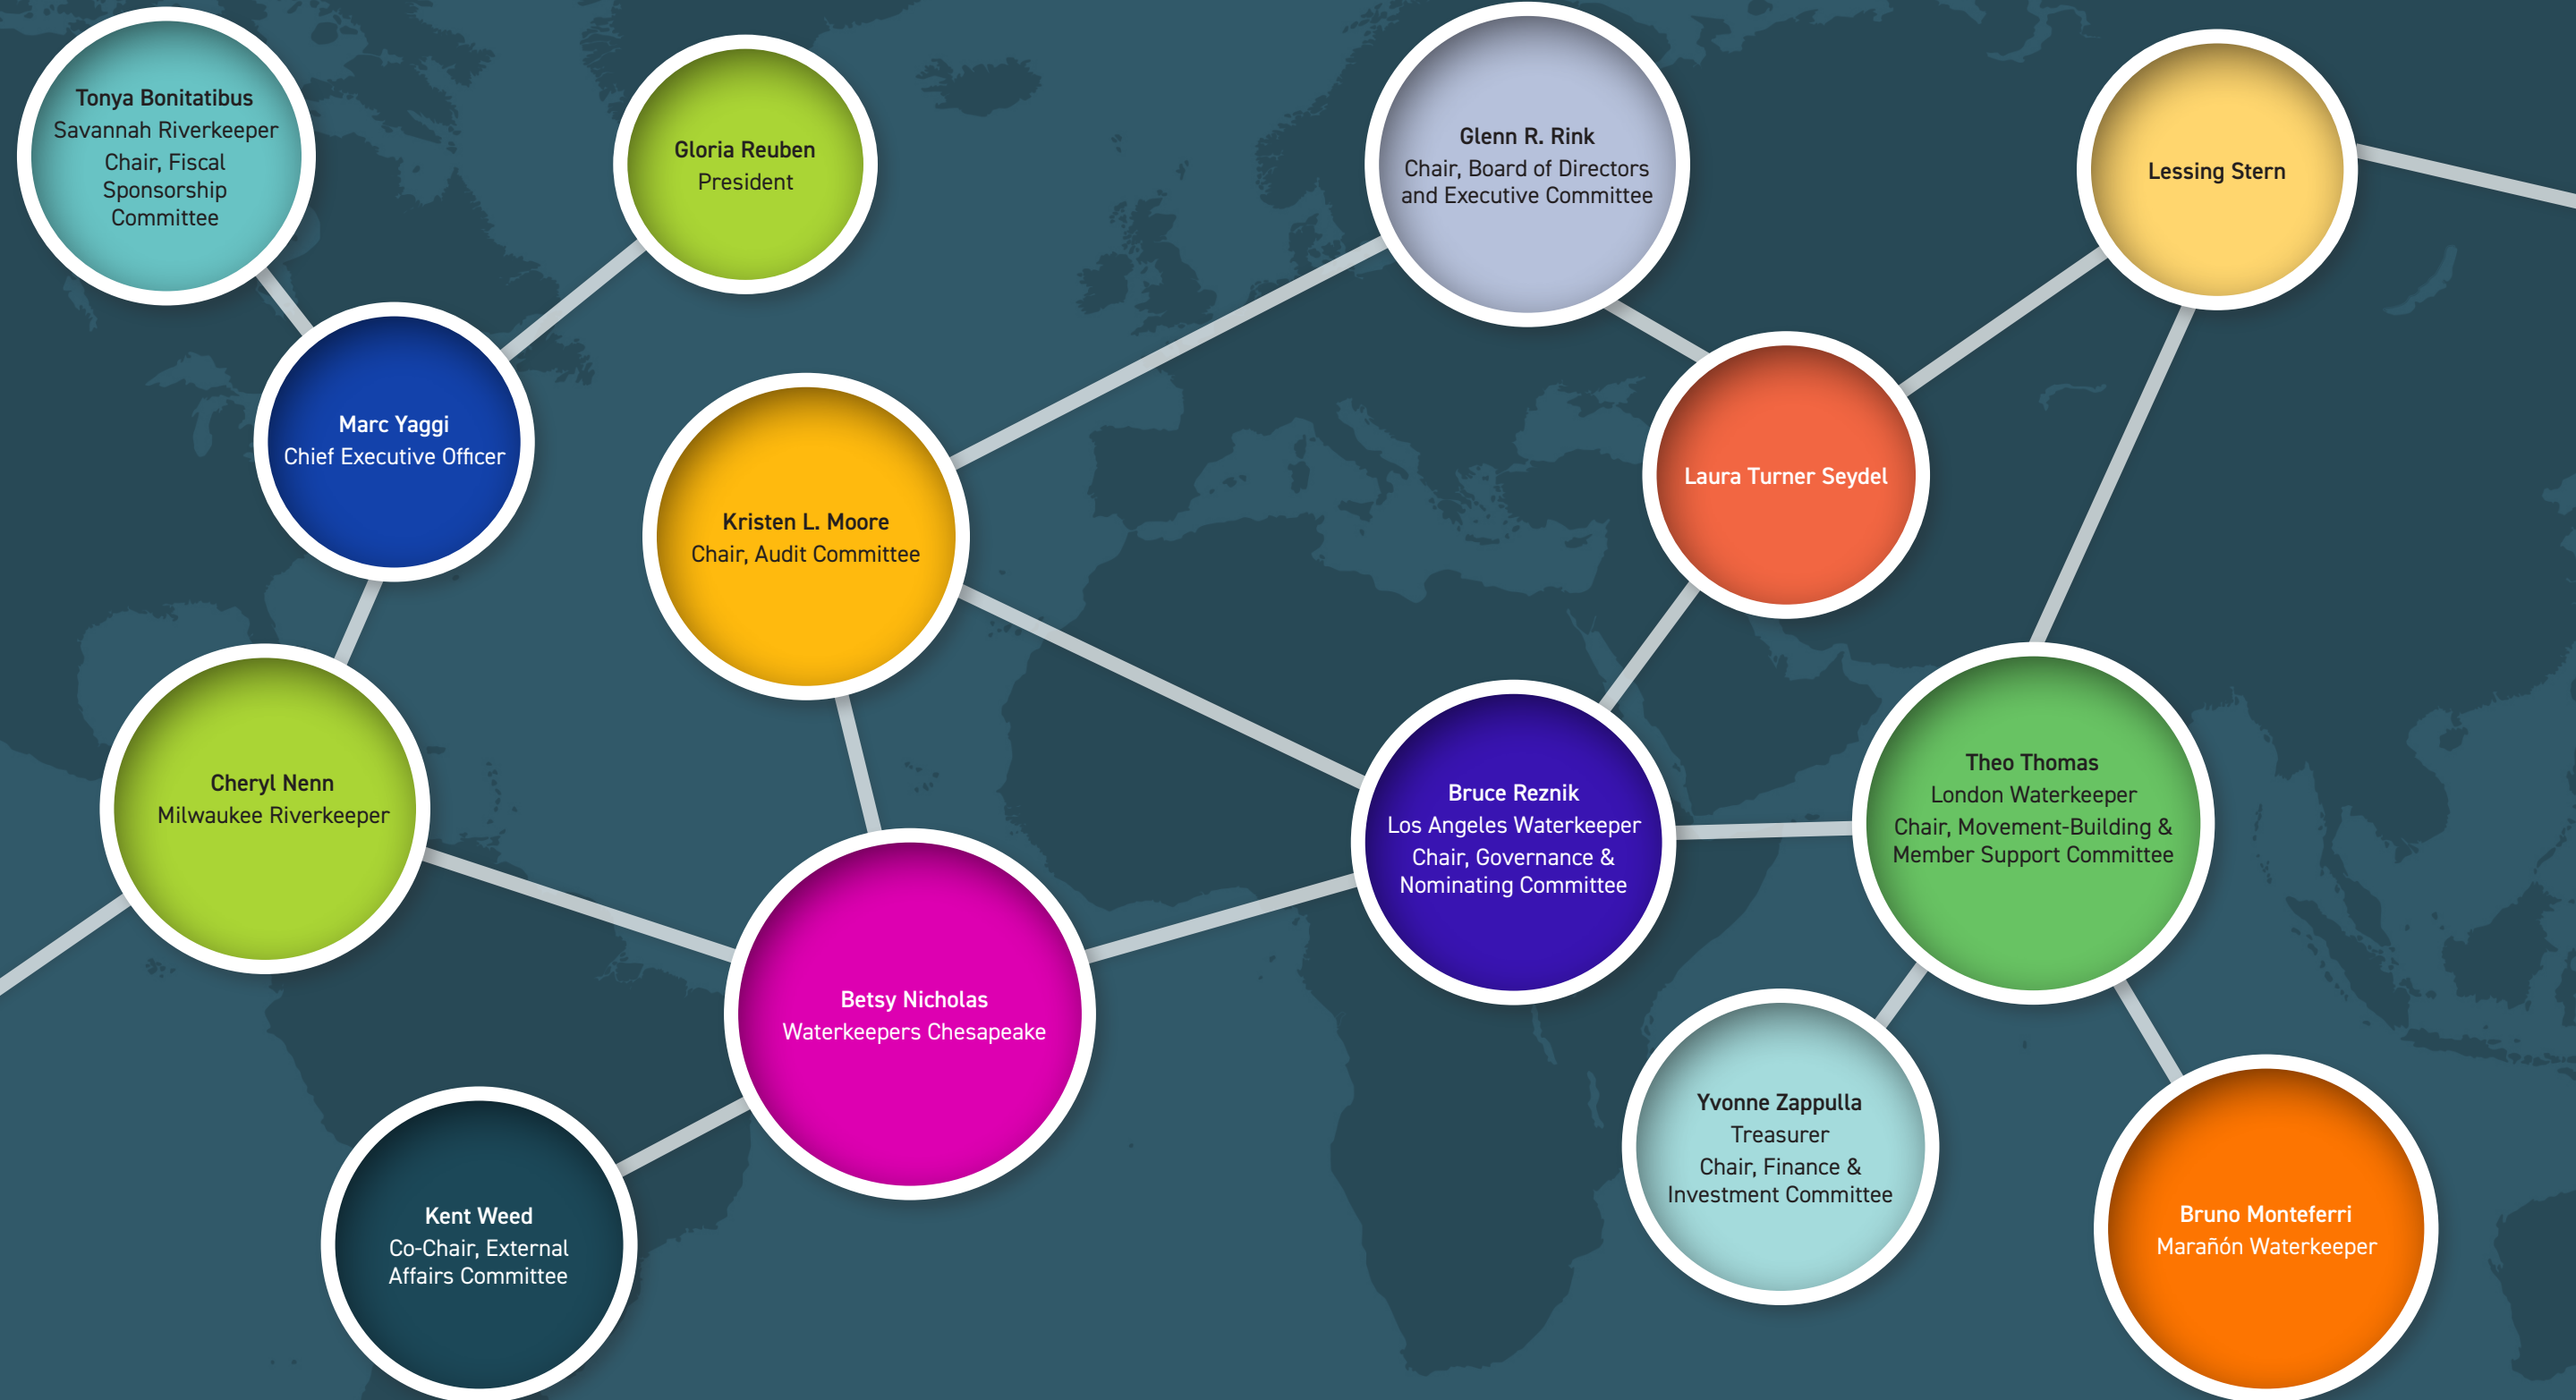 Tonya Bonitatibus
Savannah Riverkeeper
Chair, Fiscal
Sponsorship
Committee
Gloria Reuben
President
Glenn R. Rink
Chair, Board of Directors
and Executive Committee
Lessing Stern
Marc Yaggi
Chief Executive Officer
Kristen L. Moore
Chair, Audit Committee
Laura Turner Seydel
Cheryl Nenn
Milwaukee Riverkeeper
Bruce Reznik
Los Angeles Waterkeeper
Chair, Governance &
Nominating Committee
Theo Thomas
London Waterkeeper
Chair, Movement-Building &
Member Support Committee
Betsy Nicholas
Waterkeepers Chesapeake
Yvonne Zappulla
Treasurer
Chair, Finance &
Investment Committee
Kent Weed
Co-Chair, External
Affairs Committee
Bruno Monteferri
Marañón Waterkeeper